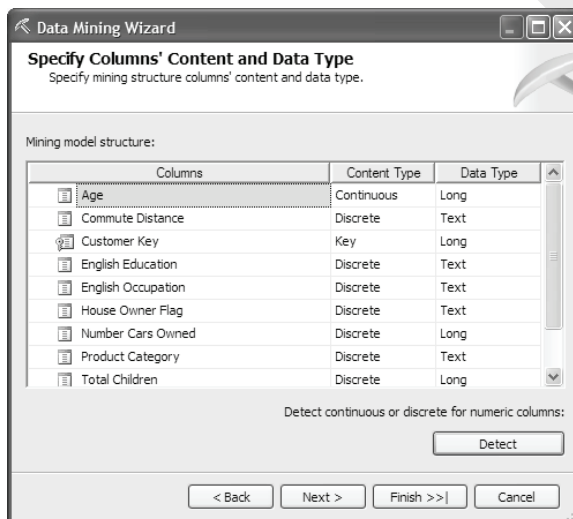 Data Mining Wizard
Specify Columns' Content and Data Type
Specify mining structure columns' content and data type.
Mining model structure:
Columns Content Type Data Type
Age Continuous Long
Commute Distance Discrete Text
Customer Key Key Long
English Education Discrete Text
English Occupation Discrete Text
House Owner Flag Discrete Text
Number Cars Owned Discrete Long
Product Category Discrete Text
Total Children Discrete Long
Detect continuous or discrete for numeric columns:
Detect
< Back Next > Finish >>| Cancel